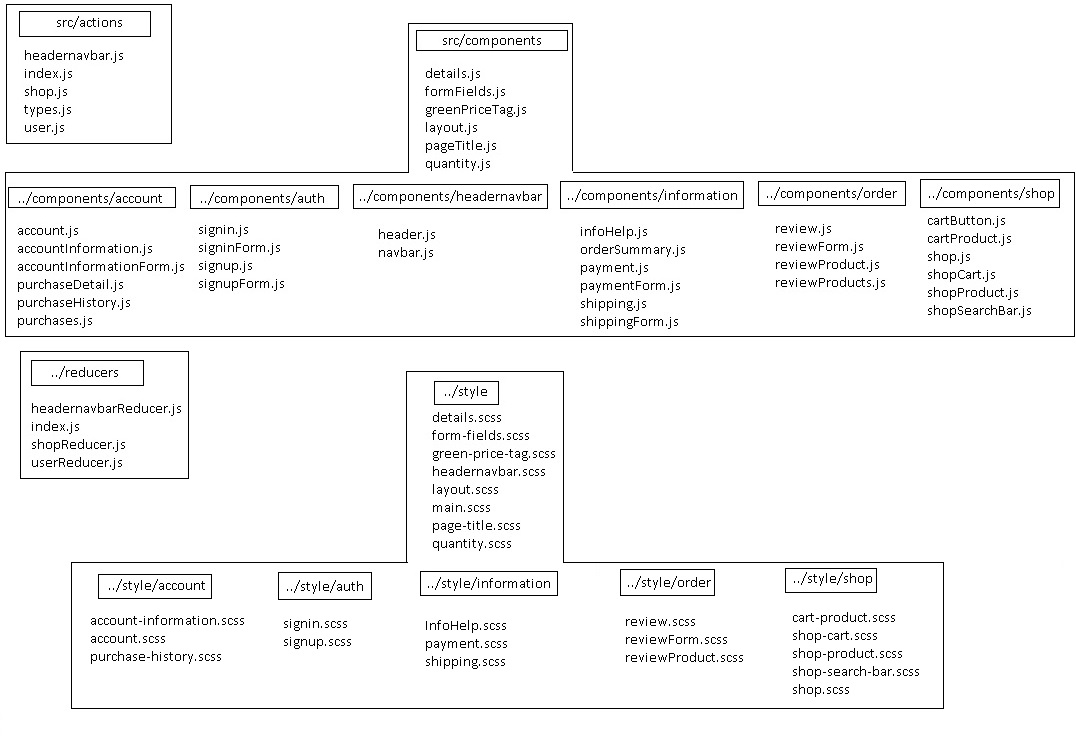 src/actions
headernavbar.js
index.js
shop.js
types.js
user.js
src/components
details.js
formFields.js
greenPriceTag.js
layout.js
pageTitle.js
quantity.js
../components/account
account.js
accountInformation.js
accountInformationForm.js
purchaseDetail.js
purchaseHistory.js
purchases.js
../components/auth
signin.js
signinForm.js
signup.js
signupForm.js
../components/headernavbar
header.js
navbar.js
../components/information
infoHelp.js
orderSummary.js
payment.js
paymentForm.js
shipping.js
shippingForm.js
../components/order
review.js
reviewForm.js
reviewProduct.js
reviewProducts.js
../components/shop
cartButton.js
cartProduct.js
shop.js
shopCart.js
shopProduct.js
shopSearchBar.js
../reducers
headernavbarReducer.js
index.js
shopReducer.js
userReducer.js
../style
details.scss
form-fields.scss
green-price-tag.scss
headernavbar.scss
layout.scss
main.scss
page-title.scss
quantity.scss
../style/account
account-information.scss
account.scss
purchase-history.scss
../style/auth
signin.scss
signup.scss
../style/information
InfoHelp.scss
payment.scss
shipping.scss
../style/order
review.scss
reviewForm.scss
reviewProduct.scss
../style/shop
cart-product.scss
shop-cart.scss
shop-product.scss
shop-search-bar.scss
shop.scss